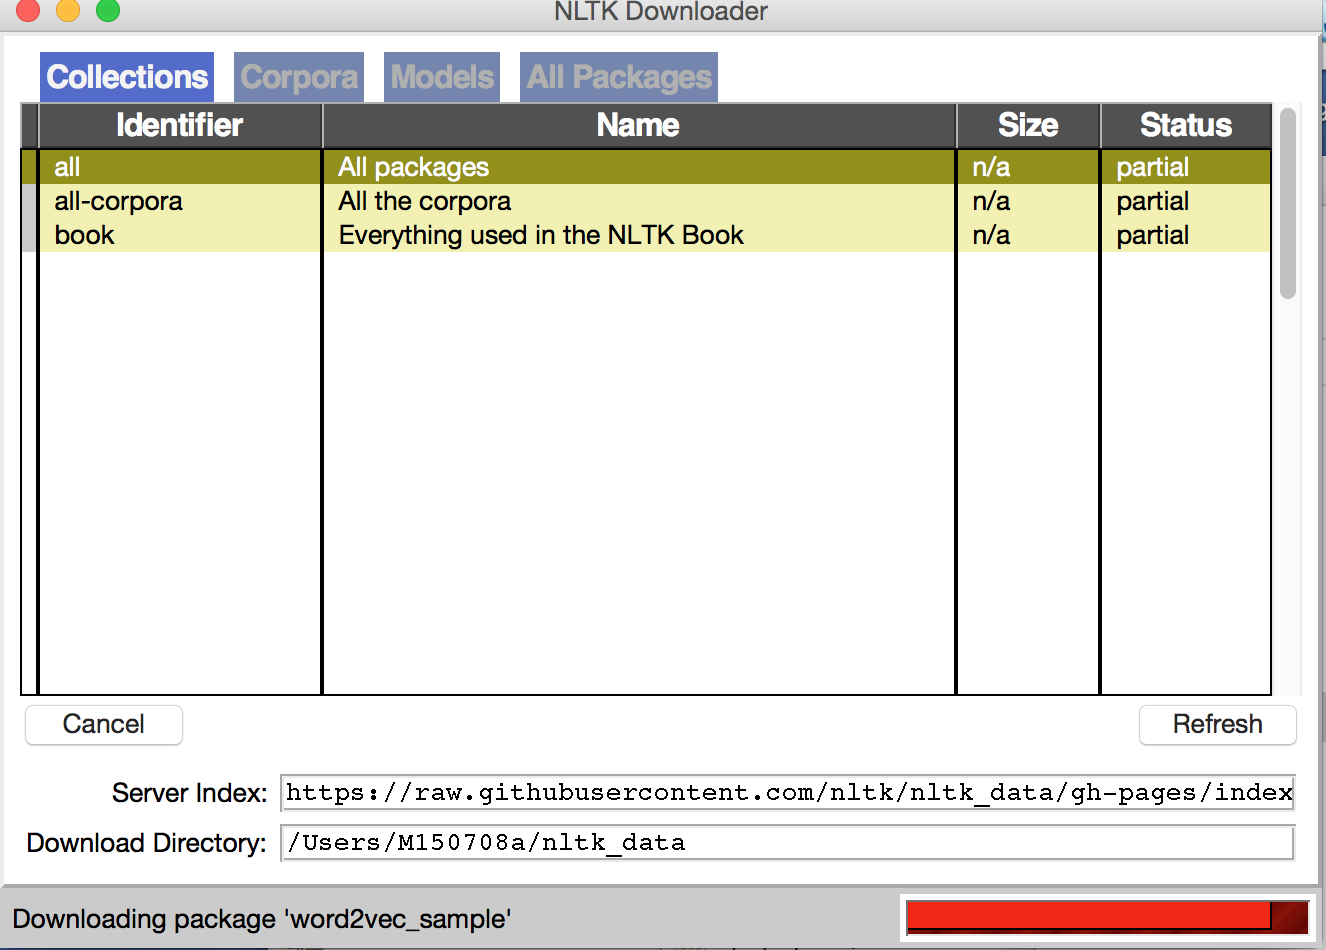 NLTK Downloader
Collections Corpora Models All Packages
Identifier Name Size Status
all All packages n/a partial
all-corpora All the corpora n/a partial
book Everything used in the NLTK Book n/a partial
Cancel Refresh
Server Index: https://raw.githubusercontent.com/nltk/nltk_data/gh-pages/index
Download Directory: /Users/M150708a/nltk_data
Downloading package 'word2vec_sample'